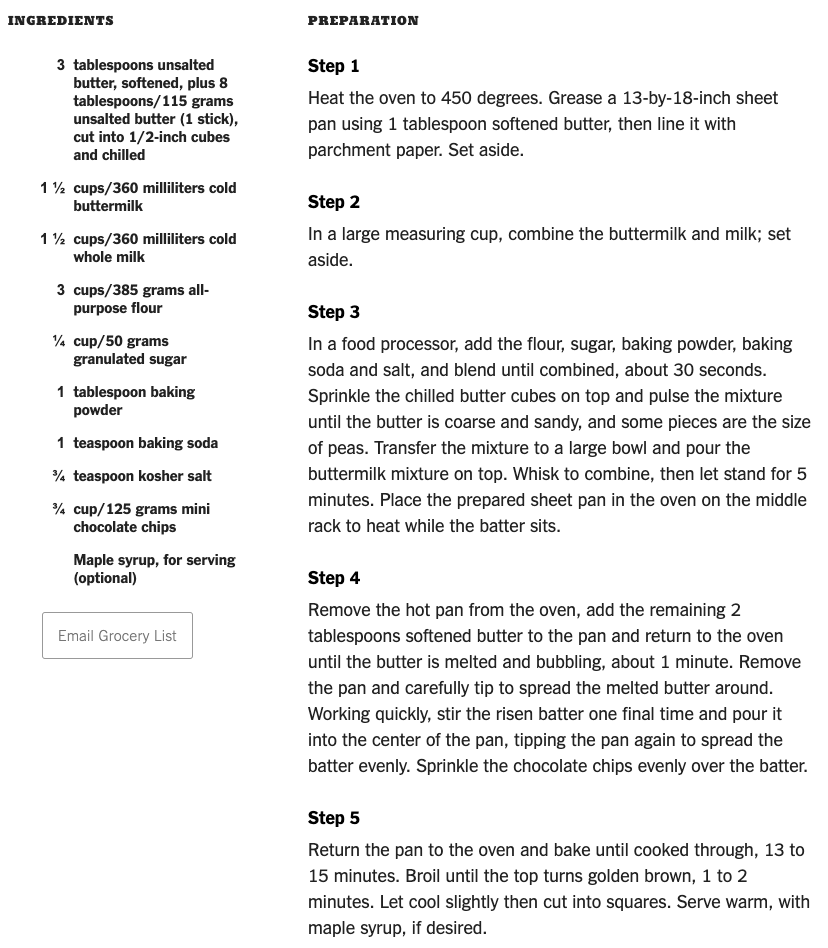 INGREDIENTS
3 tablespoons unsalted
butter, softened, plus 8
tablespoons/115 grams
unsalted butter (1 stick),
cut into 1/2-inch cubes
and chilled
1 ½ cups/360 milliliters cold
buttermilk
1 ½ cups/360 milliliters cold
whole milk
3 cups/385 grams all-
purpose flour
¼ cup/50 grams
granulated sugar
1 tablespoon baking
powder
1 teaspoon baking soda
¾ teaspoon kosher salt
¾ cup/125 grams mini
chocolate chips
Maple syrup, for serving
(optional)
Email Grocery List
PREPARATION
Step 1
Heat the oven to 450 degrees. Grease a 13-by-18-inch sheet
pan using 1 tablespoon softened butter, then line it with
parchment paper. Set aside.
Step 2
In a large measuring cup, combine the buttermilk and milk; set
aside.
Step 3
In a food processor, add the flour, sugar, baking powder, baking
soda and salt, and blend until combined, about 30 seconds.
Sprinkle the chilled butter cubes on top and pulse the mixture
until the butter is coarse and sandy, and some pieces are the size
of peas. Transfer the mixture to a large bowl and pour the
buttermilk mixture on top. Whisk to combine, then let stand for 5
minutes. Place the prepared sheet pan in the oven on the middle
rack to heat while the batter sits.
Step 4
Remove the hot pan from the oven, add the remaining 2
tablespoons softened butter to the pan and return to the oven
until the butter is melted and bubbling, about 1 minute. Remove
the pan and carefully tip to spread the melted butter around.
Working quickly, stir the risen batter one final time and pour it
into the center of the pan, tipping the pan again to spread the
batter evenly. Sprinkle the chocolate chips evenly over the batter.
Step 5
Return the pan to the oven and bake until cooked through, 13 to
15 minutes. Broil until the top turns golden brown, 1 to 2
minutes. Let cool slightly then cut into squares. Serve warm, with
maple syrup, if desired.